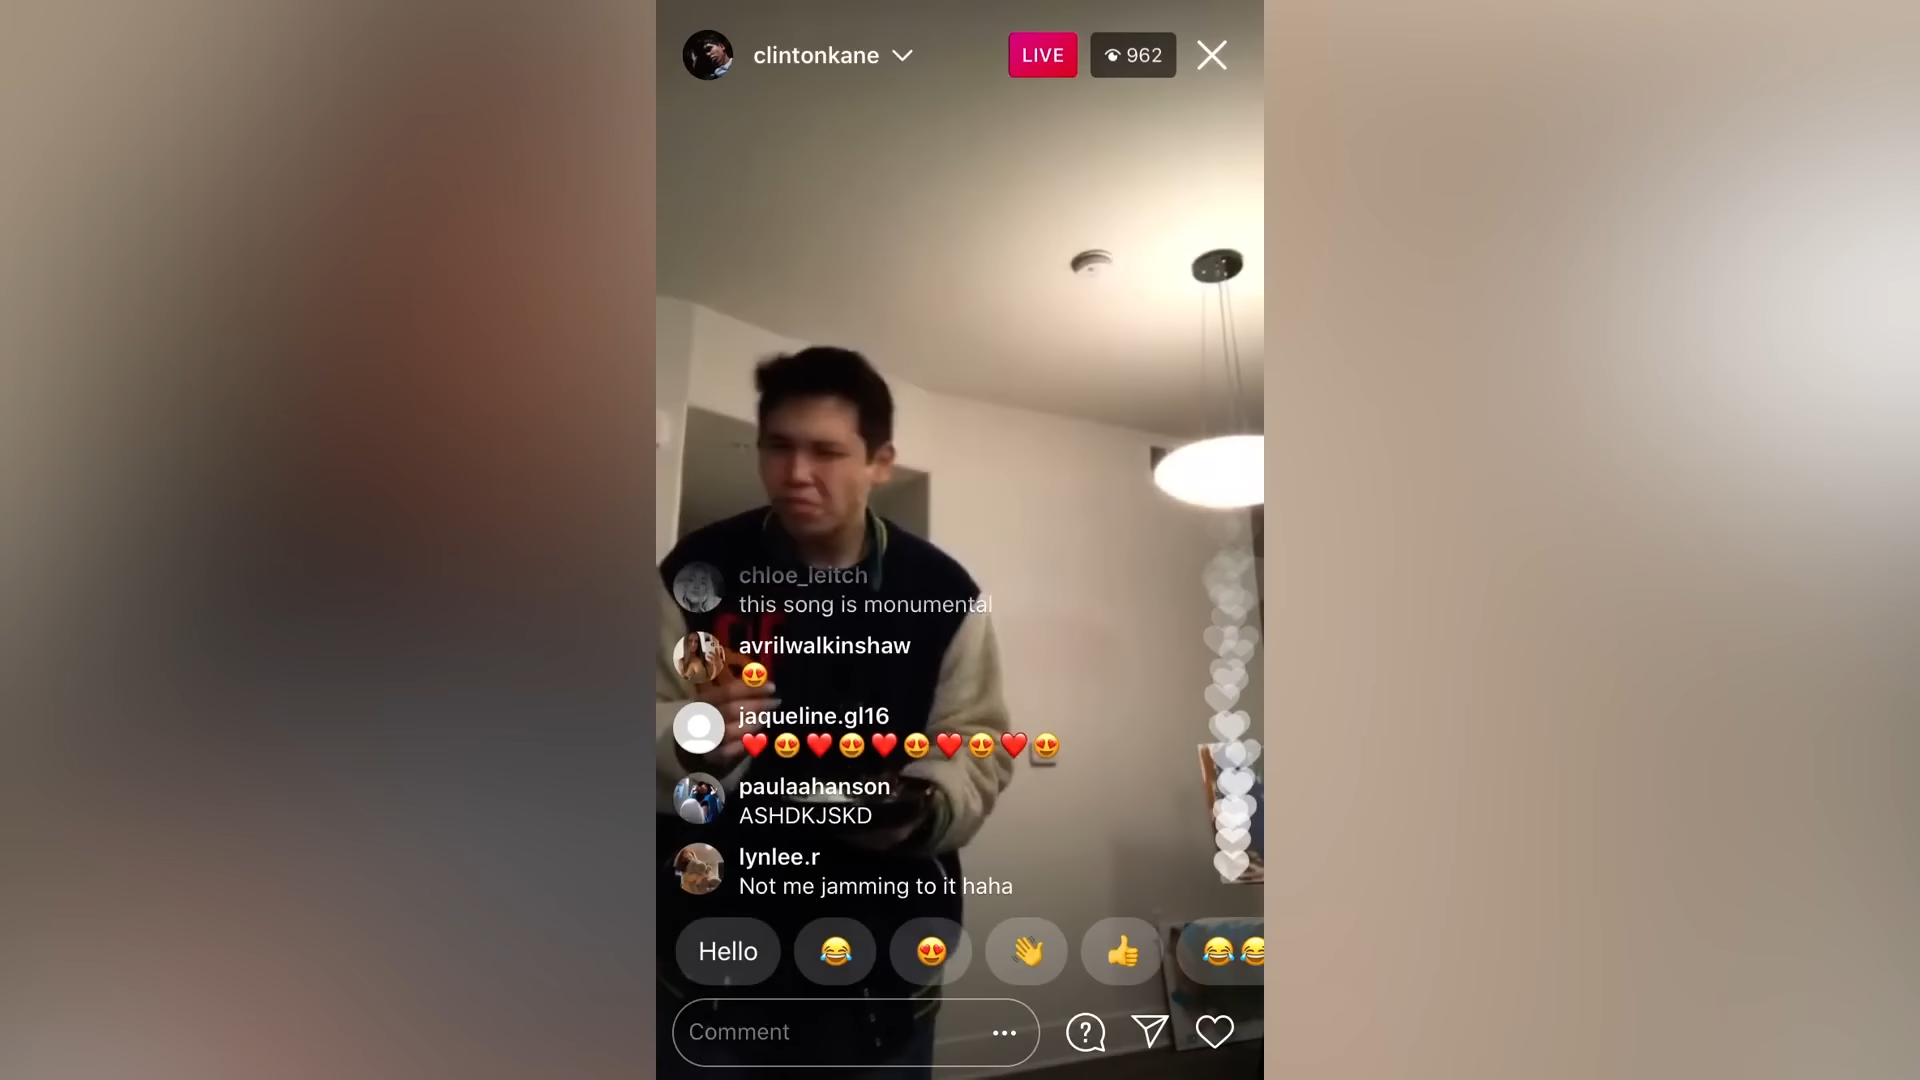 clintonkane
LIVE
962
chloe_leitch
this song is monumental
avrilwalkinshaw
😍
jaqueline.gl16
❤️😍❤️😍❤️😍❤️😍❤️😍
paulaahanson
ASHDKJSKD
lynlee.r
Not me jamming to it haha
Hello 😂 😍 👋 👍 😂😂
Comment